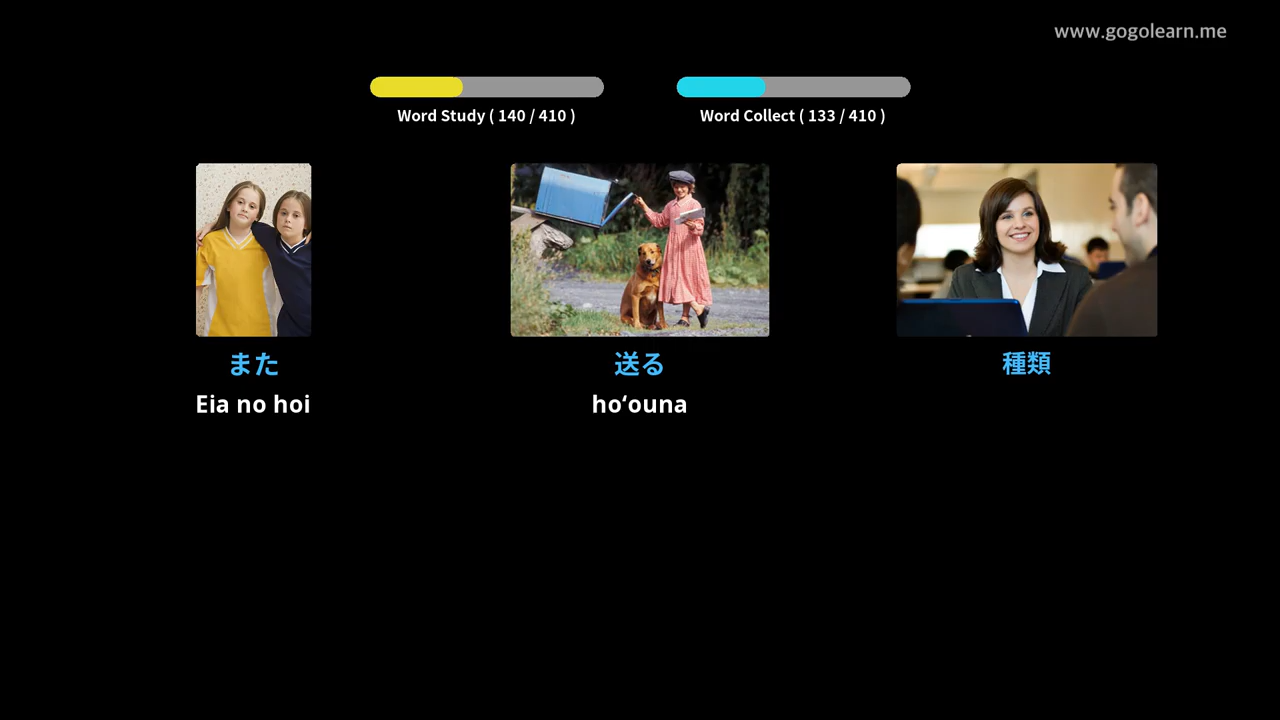 www.gogolearn.me
Word Study ( 140 / 410 )
Word Collect ( 133 / 410 )
また
Eia no hoi
送る
hoʻouna
種類